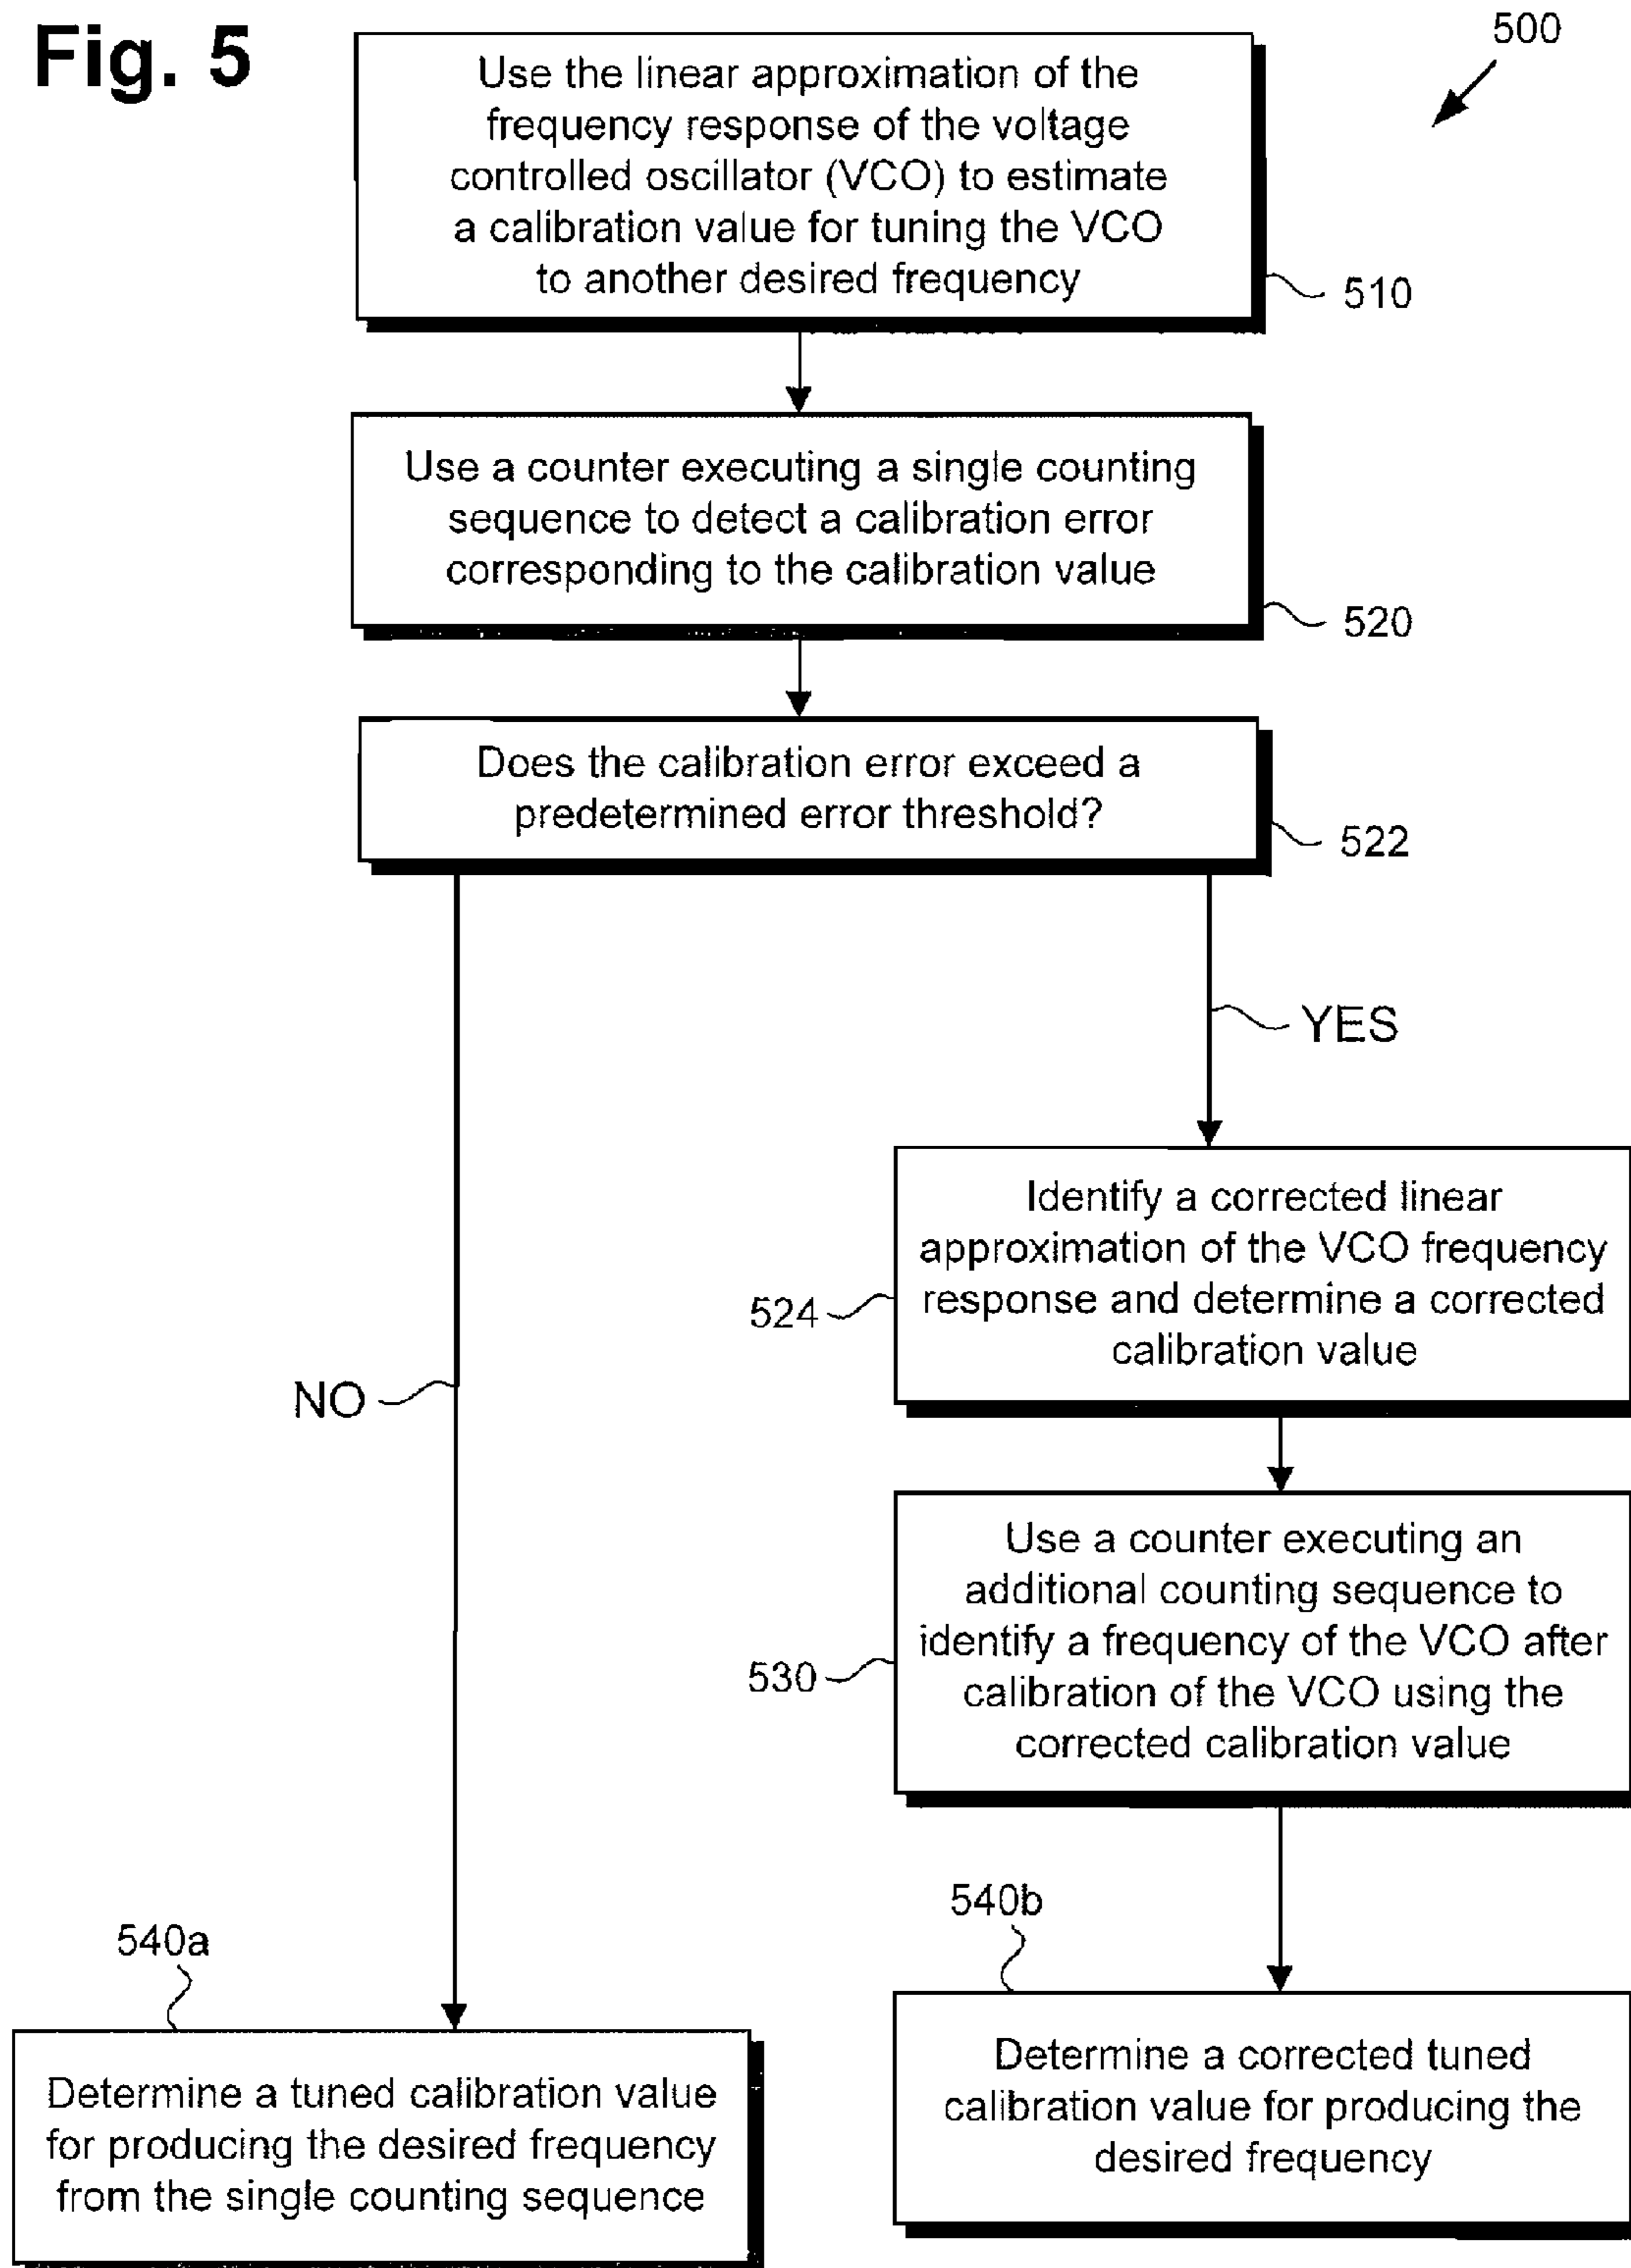 Fig. 5
500
Use the linear approximation of the
frequency response of the voltage
controlled oscillator (VCO) to estimate
a calibration value for tuning the VCO
to another desired frequency
510
Use a counter executing a single counting
sequence to detect a calibration error
corresponding to the calibration value
520
Does the calibration error exceed a
predetermined error threshold?
522
YES
NO
Identify a corrected linear
approximation of the VCO frequency
response and determine a corrected
calibration value
524
Use a counter executing an
additional counting sequence to
identify a frequency of the VCO after
calibration of the VCO using the
corrected calibration value
530
540a
Determine a tuned calibration value
for producing the desired frequency
from the single counting sequence
540b
Determine a corrected tuned
calibration value for producing the
desired frequency